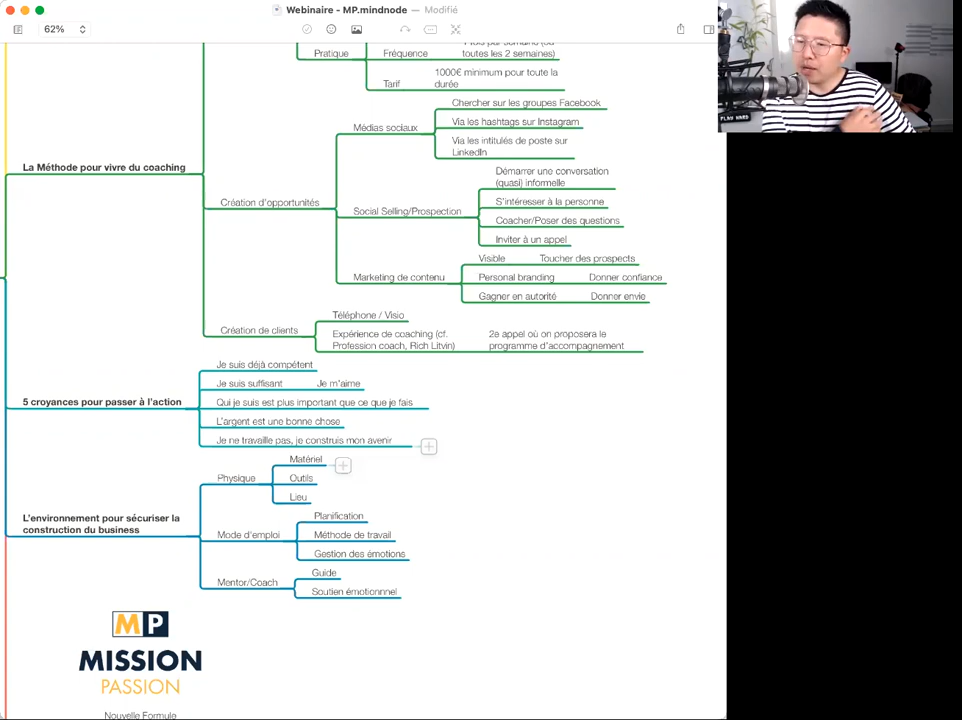 Webinaire - MP.mindnode — Modifié
62%
Pratique
Fréquence
toutes les 2 semaines)
Tarif
1000€ minimum pour toute la
durée
La Méthode pour vivre du coaching
Création d'opportunités
Médias sociaux
Chercher sur les groupes Facebook
Via les hashtags sur Instagram
Via les intitulés de poste sur
LinkedIn
Social Selling/Prospection
Démarrer une conversation
(quasi) informelle
S'intéresser à la personne
Coacher/Poser des questions
Inviter à un appel
Marketing de contenu
Visible
Toucher des prospects
Personal branding
Donner confiance
Gagner en autorité
Donner envie
Création de clients
Téléphone / Visio
Expérience de coaching (cf.
Profession coach, Rich Litvin)
2e appel où on proposera le
programme d'accompagnement
5 croyances pour passer à l'action
Je suis déjà compétent
Je suis suffisant
Je m'aime
Qui je suis est plus important que ce que je fais
L'argent est une bonne chose
Je ne travaille pas, je construis mon avenir
L'environnement pour sécuriser la
construction du business
Physique
Matériel
Outils
Lieu
Mode d'emploi
Planification
Méthode de travail
Gestion des émotions
Mentor/Coach
Guide
Soutien émotionnnel
MP
MISSION
PASSION
Nouvelle Formule
PLAY HARD